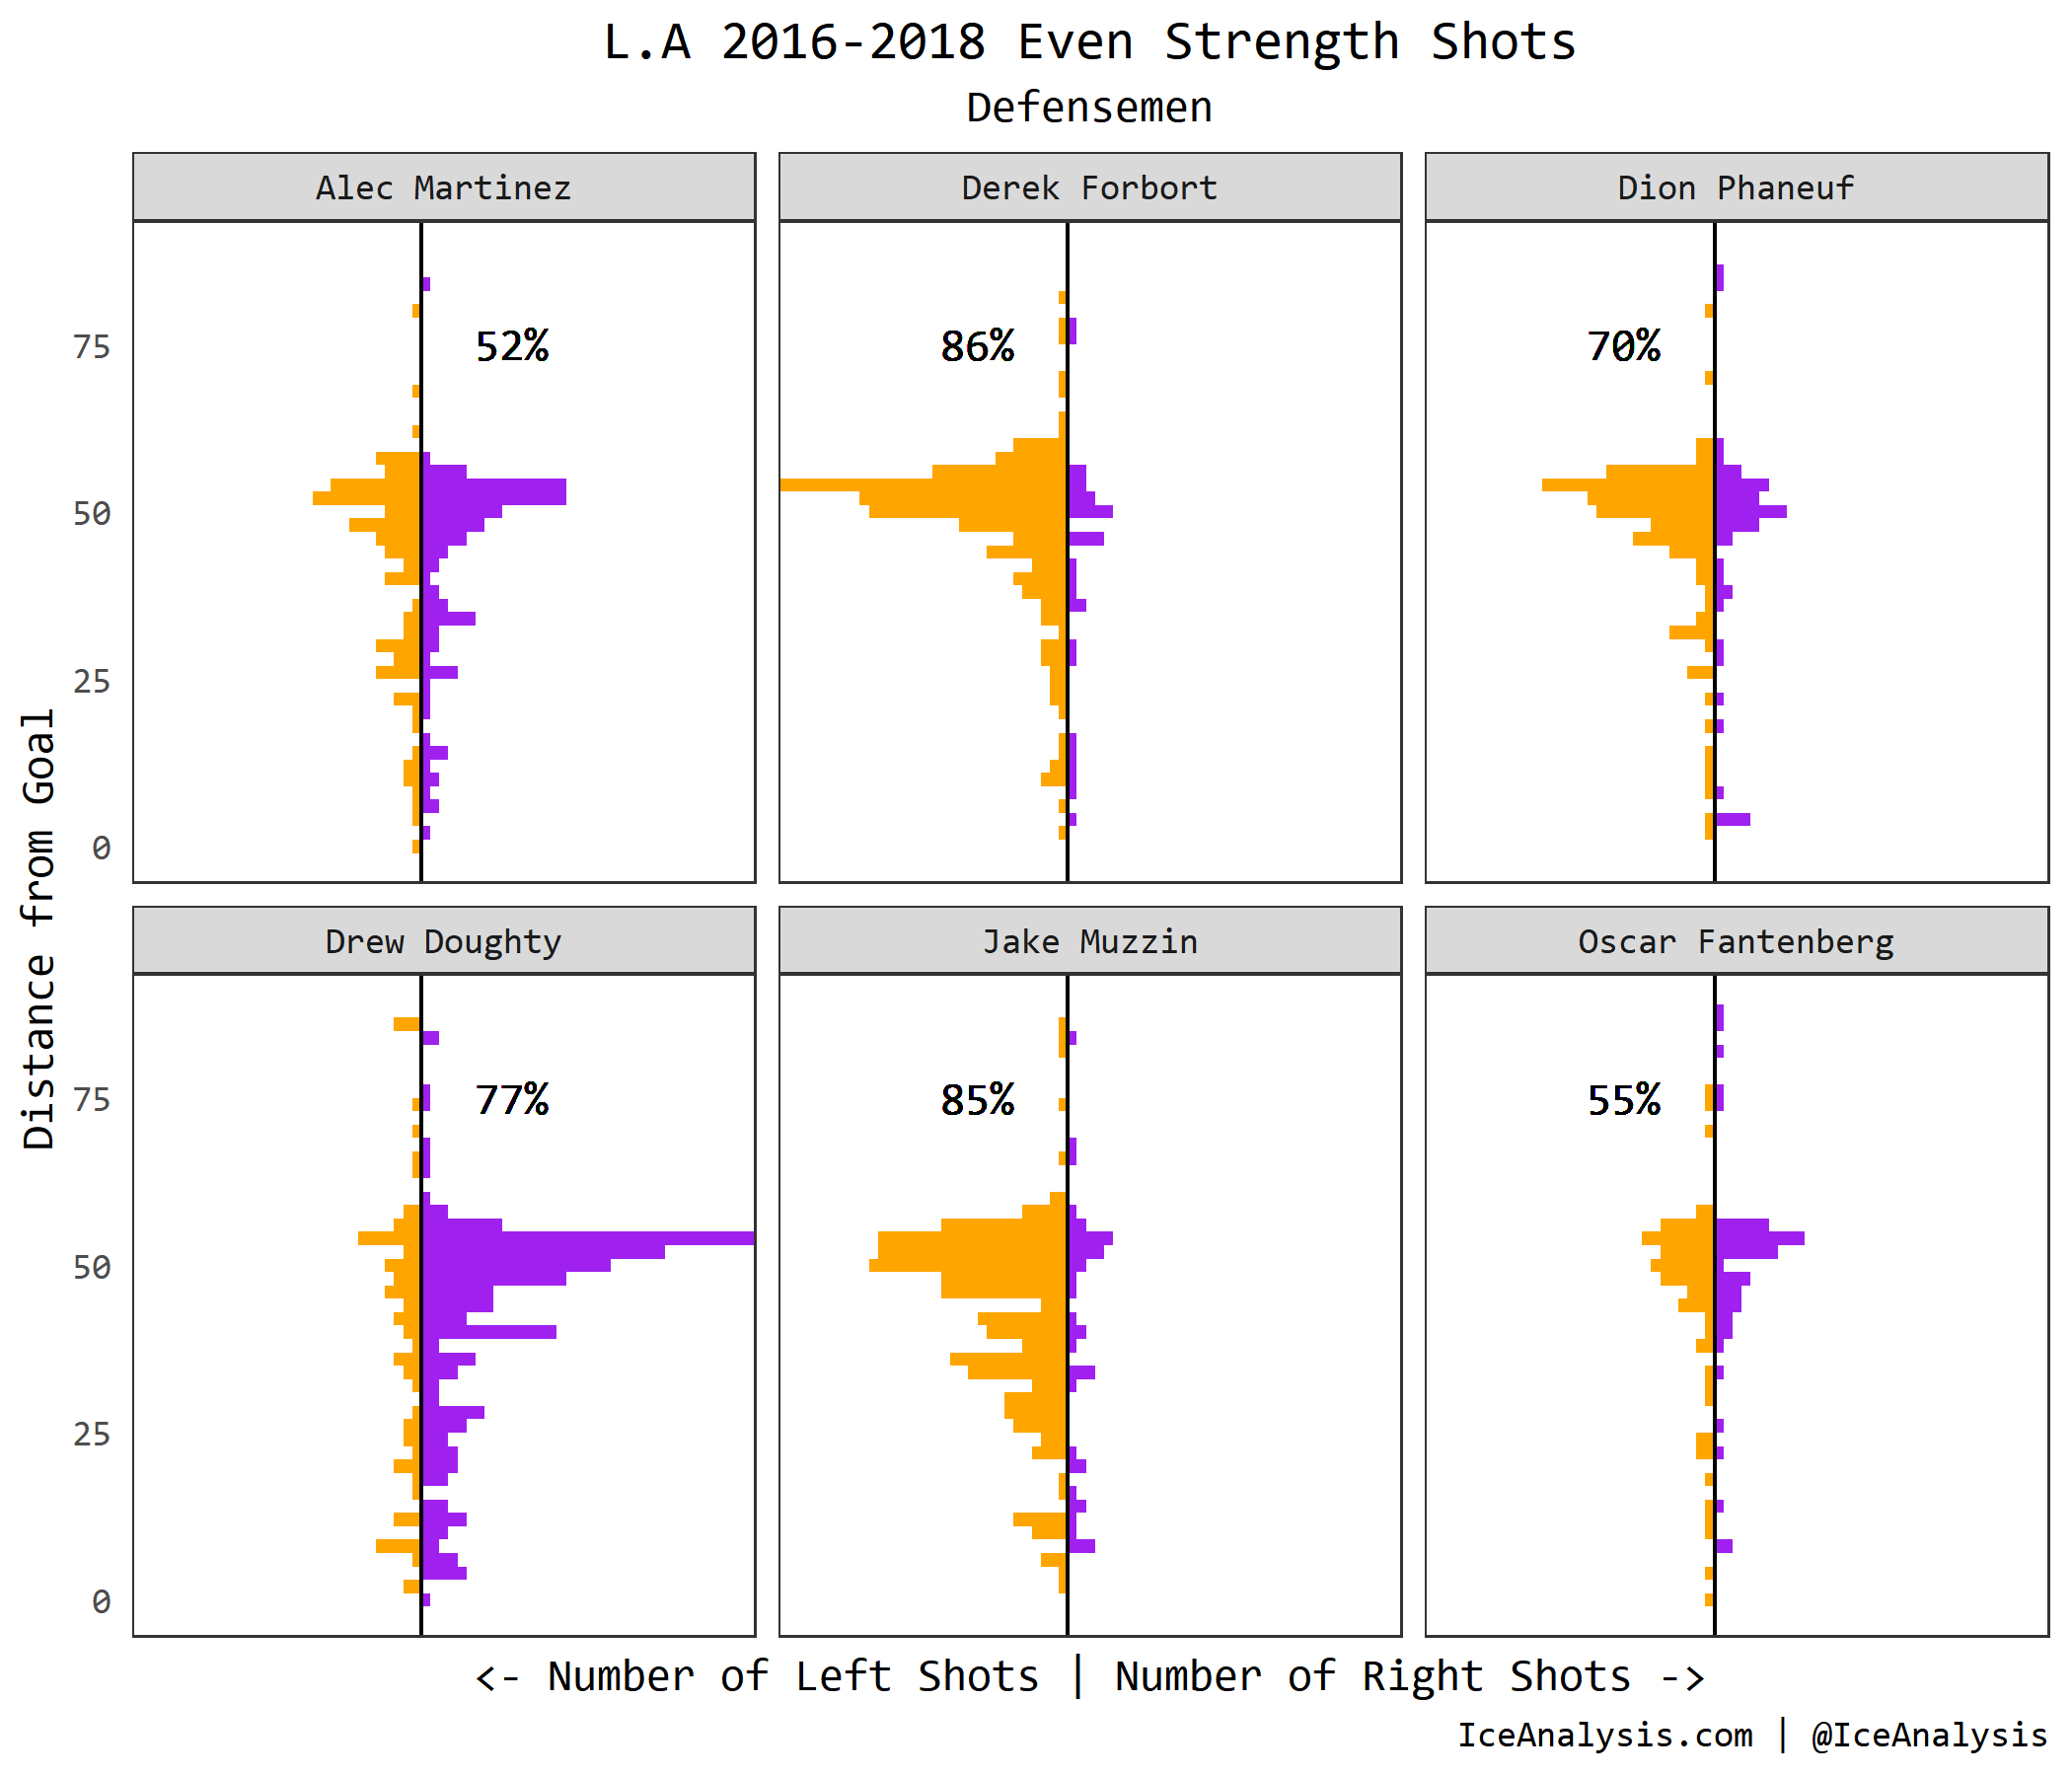 L.A 2016-2018 Even Strength Shots
Defensemen
Alec Martinez
Derek Forbort
Dion Phaneuf
52%
86%
70%
75
50
25
0
Drew Doughty
Jake Muzzin
Oscar Fantenberg
77%
85%
55%
75
50
25
0
Distance from Goal
<- Number of Left Shots | Number of Right Shots ->
IceAnalysis.com | @IceAnalysis